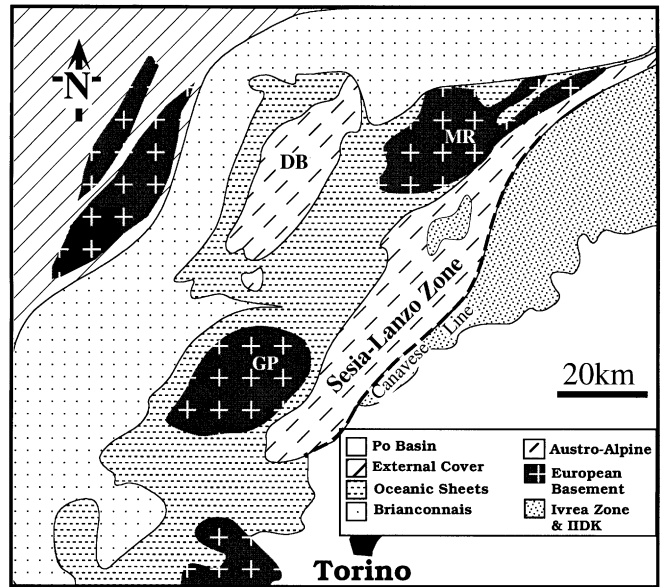 N
MR
DB
Sesia-Lanzo Zone
Canavese Line
GP
20km
Po Basin
External Cover
Oceanic Sheets
Brianconnais
Austro-Alpine
European
Basement
Ivrea Zone
& IIDK
Torino